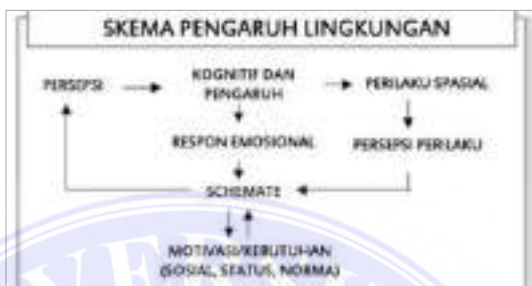 SKEMA PENGARUH LINGKUNGAN
PERSEPSI
KOGNITIF DAN
PENGARUH
PERILAKU SPASIAL
RESPON EMOSIONAL
PERSEPSI PERILAKU
SCHEMATE
MOTIVASI/KEBUTUHAN
(SOSIAL, STATUS, NORMA)